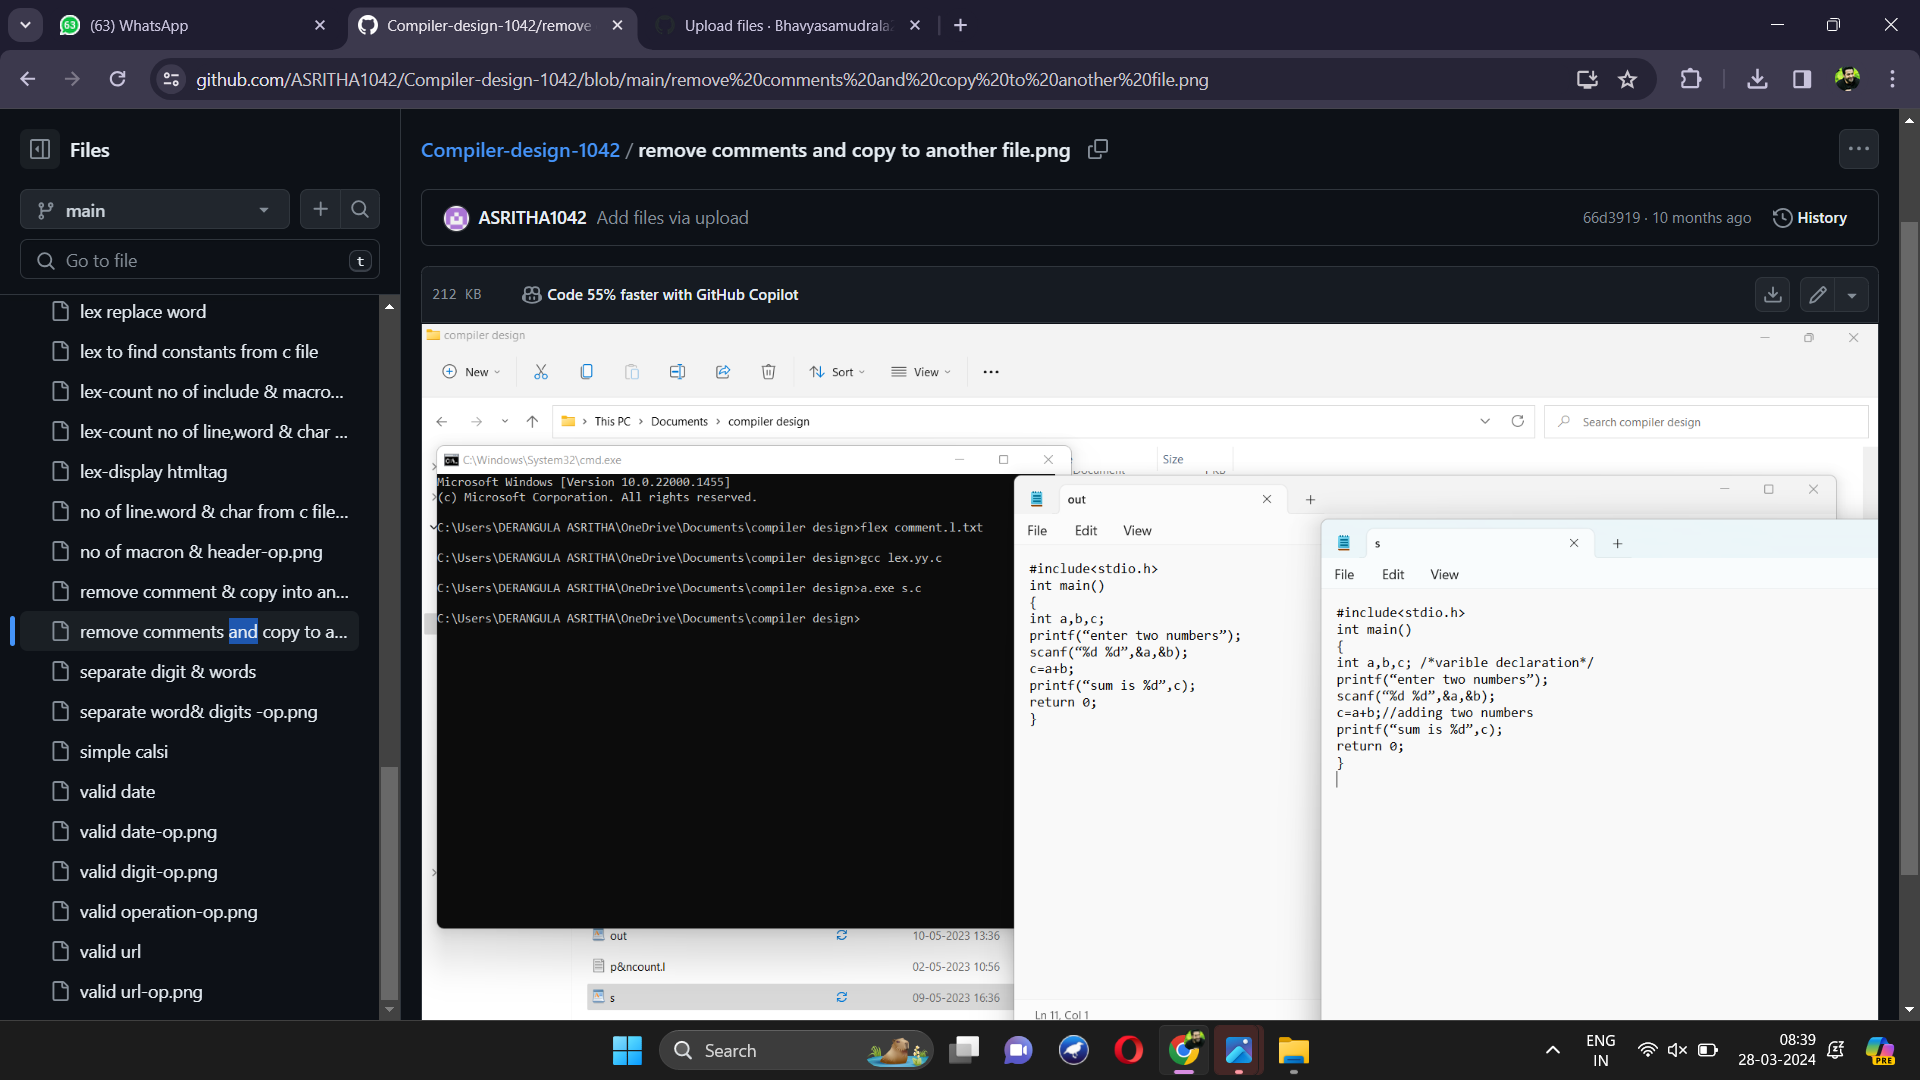 63
(63) WhatsApp
Compiler-design-1042/remove
Upload files · Bhavyasamudrala
github.com/ASRITHA1042/Compiler-design-1042/blob/main/remove%20comments%20and%20copy%20to%20another%20file.png
Files
main
Go to file
t
lex replace word
lex to find constants from c file
lex-count no of include & macro...
lex-count no of line,word & char ...
lex-display htmltag
no of line.word & char from c file...
no of macron & header-op.png
remove comment & copy into an...
remove comments and copy to a...
separate digit & words
separate word& digits -op.png
simple calsi
valid date
valid date-op.png
valid digit-op.png
valid operation-op.png
valid url
valid url-op.png
Compiler-design-1042 / remove comments and copy to another file.png
ASRITHA1042 Add files via upload
66d3919 · 10 months ago
History
212 KB
Code 55% faster with GitHub Copilot
compiler design
New
Sort
View
This PC > Documents > compiler design
Search compiler design
Size
C:\Windows\System32\cmd.exe
Microsoft Windows [Version 10.0.22000.1455]
(c) Microsoft Corporation. All rights reserved.
C:\Users\DERANGULA ASRITHA\OneDrive\Documents\compiler design>flex comment.l.txt
C:\Users\DERANGULA ASRITHA\OneDrive\Documents\compiler design>gcc lex.yy.c
C:\Users\DERANGULA ASRITHA\OneDrive\Documents\compiler design>a.exe s.c
C:\Users\DERANGULA ASRITHA\OneDrive\Documents\compiler design>
out
File Edit View
#include<stdio.h>
int main()
{
int a,b,c;
printf(“enter two numbers”);
scanf(“%d %d”,&a,&b);
c=a+b;
printf(“sum is %d”,c);
return 0;
}
Ln 11, Col 1
s
File Edit View
#include<stdio.h>
int main()
{
int a,b,c; /*varible declaration*/
printf(“enter two numbers”);
scanf(“%d %d”,&a,&b);
c=a+b;//adding two numbers
printf(“sum is %d”,c);
return 0;
}
out 10-05-2023 13:36
p&ncount.l 02-05-2023 10:56
s 09-05-2023 16:36
Search
ENG
IN
08:39
28-03-2024
PRE